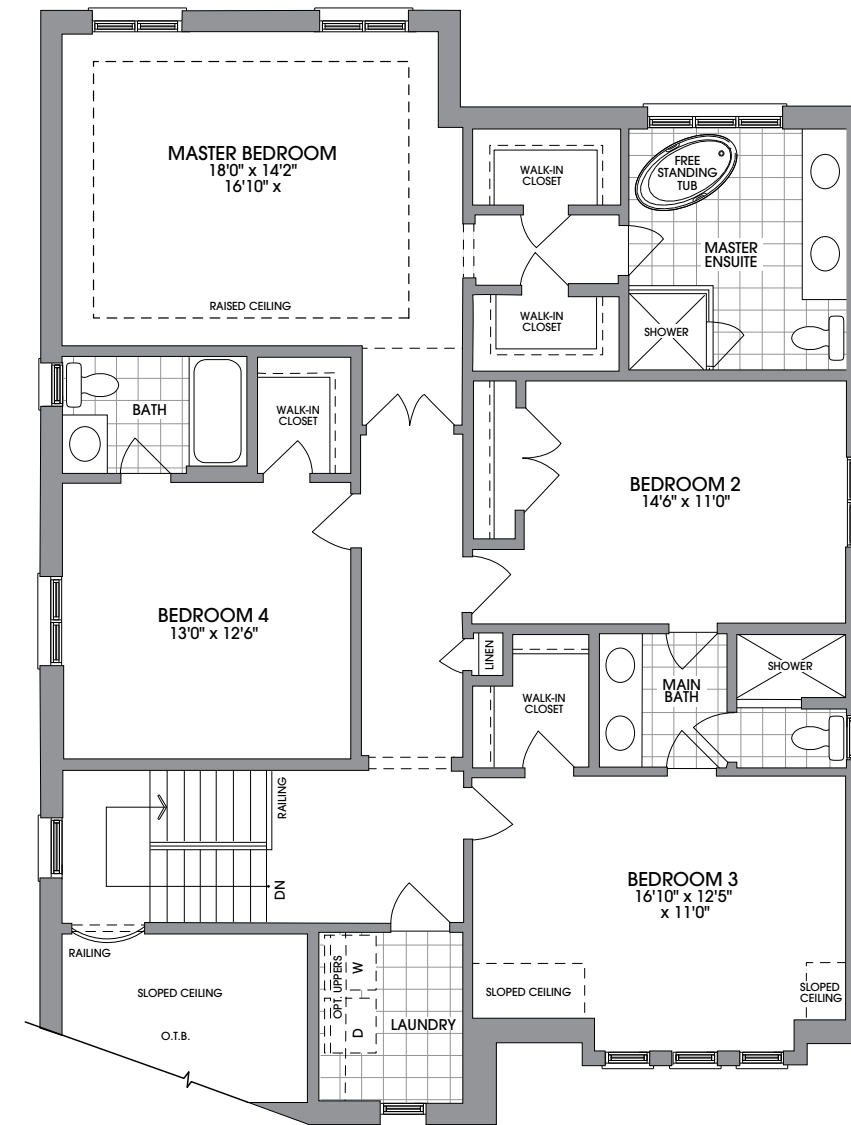 MASTER BEDROOM
18'0" x 14'2"
16'10" x
RAISED CEILING
WALK-IN
CLOSET
FREE
STANDING
TUB
MASTER
ENSUITE
WALK-IN
CLOSET
SHOWER
BATH
WALK-IN
CLOSET
BEDROOM 2
14'6" x 11'0"
BEDROOM 4
13'0" x 12'6"
LINEN
WALK-IN
CLOSET
MAIN
BATH
SHOWER
RAILING
DN
BEDROOM 3
16'10" x 12'5"
x 11'0"
RAILING
SLOPED CEILING
O.T.B.
OPT. UPPERS
W
D
LAUNDRY
SLOPED CEILING
SLOPED
CEILING